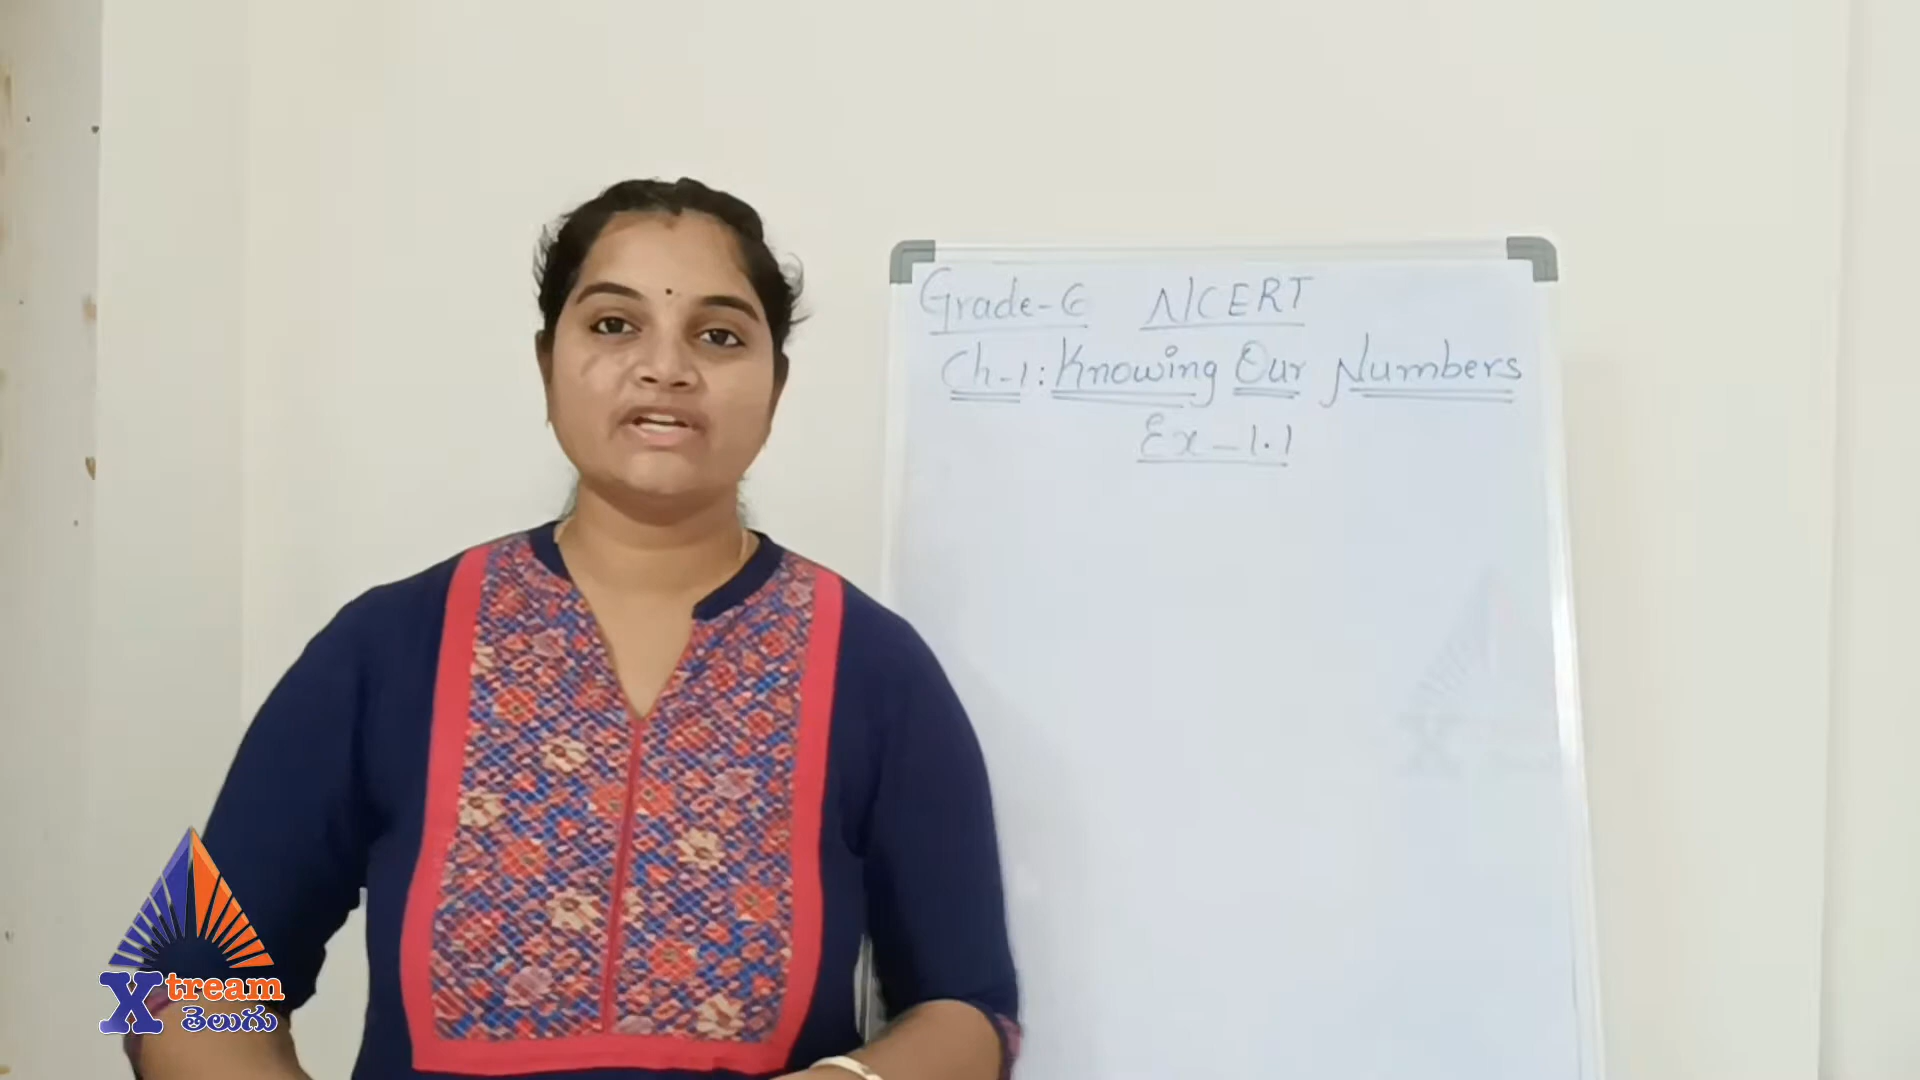 Grade-6 NCERT
Ch-1: Knowing Our Numbers
Ex-1.1
Xtream
తెలుగు